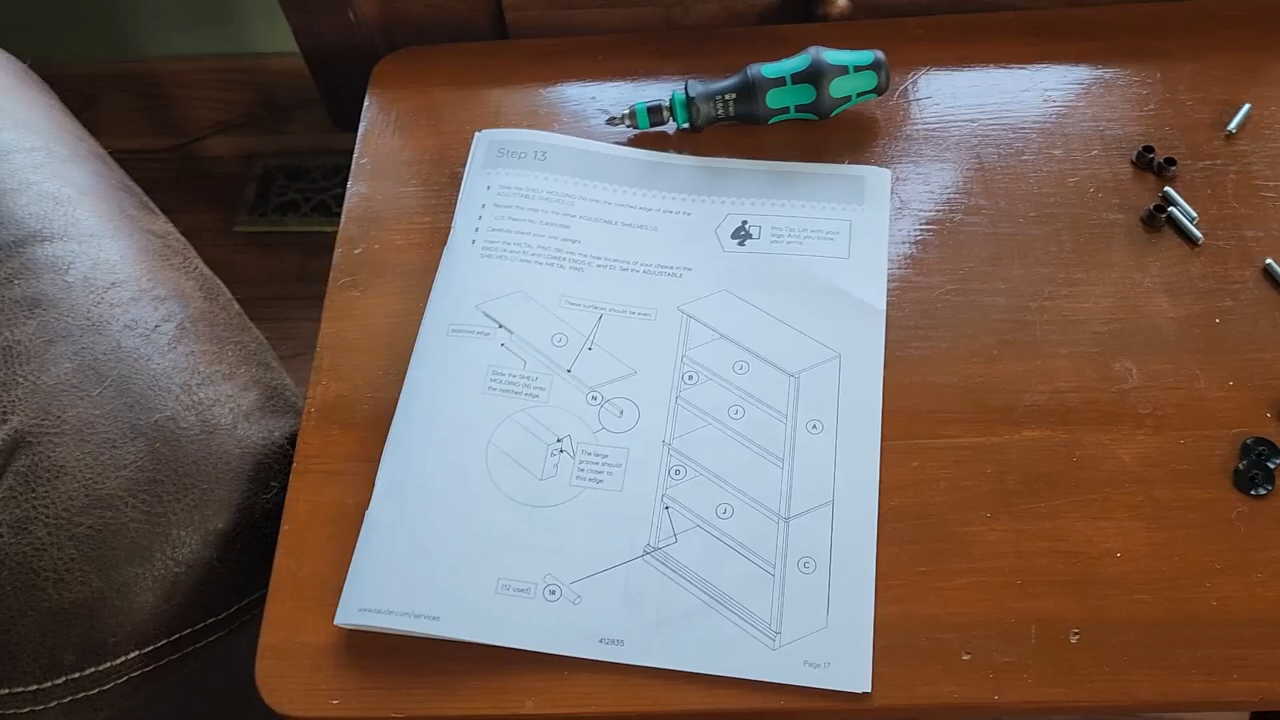 Step 13
Slide the SHELF MOLDING (N) onto the notched edge of one of the
ADJUSTABLE SHELVES (J).
Repeat this step for the other ADJUSTABLE SHELVES (J).
* U.S. Patent No.
Carefully stand your unit upright.
Insert the METAL PINS (1R) into the hole locations of your choice in the
ENDS (A and B) and LOWER ENDS (C and D). Set the ADJUSTABLE
SHELVES (J) onto the METAL PINS.
Pro Tip: Lift with your
legs. And, you know,
your arms.
These surfaces should be even.
Notched edge
J
Slide the SHELF
MOLDING (N) onto
the notched edge.
N
The large
groove should
be closer to
this edge.
J
B
J
A
D
J
C
(12 used)
1R
www.sauder.com/services
412835
Page 17